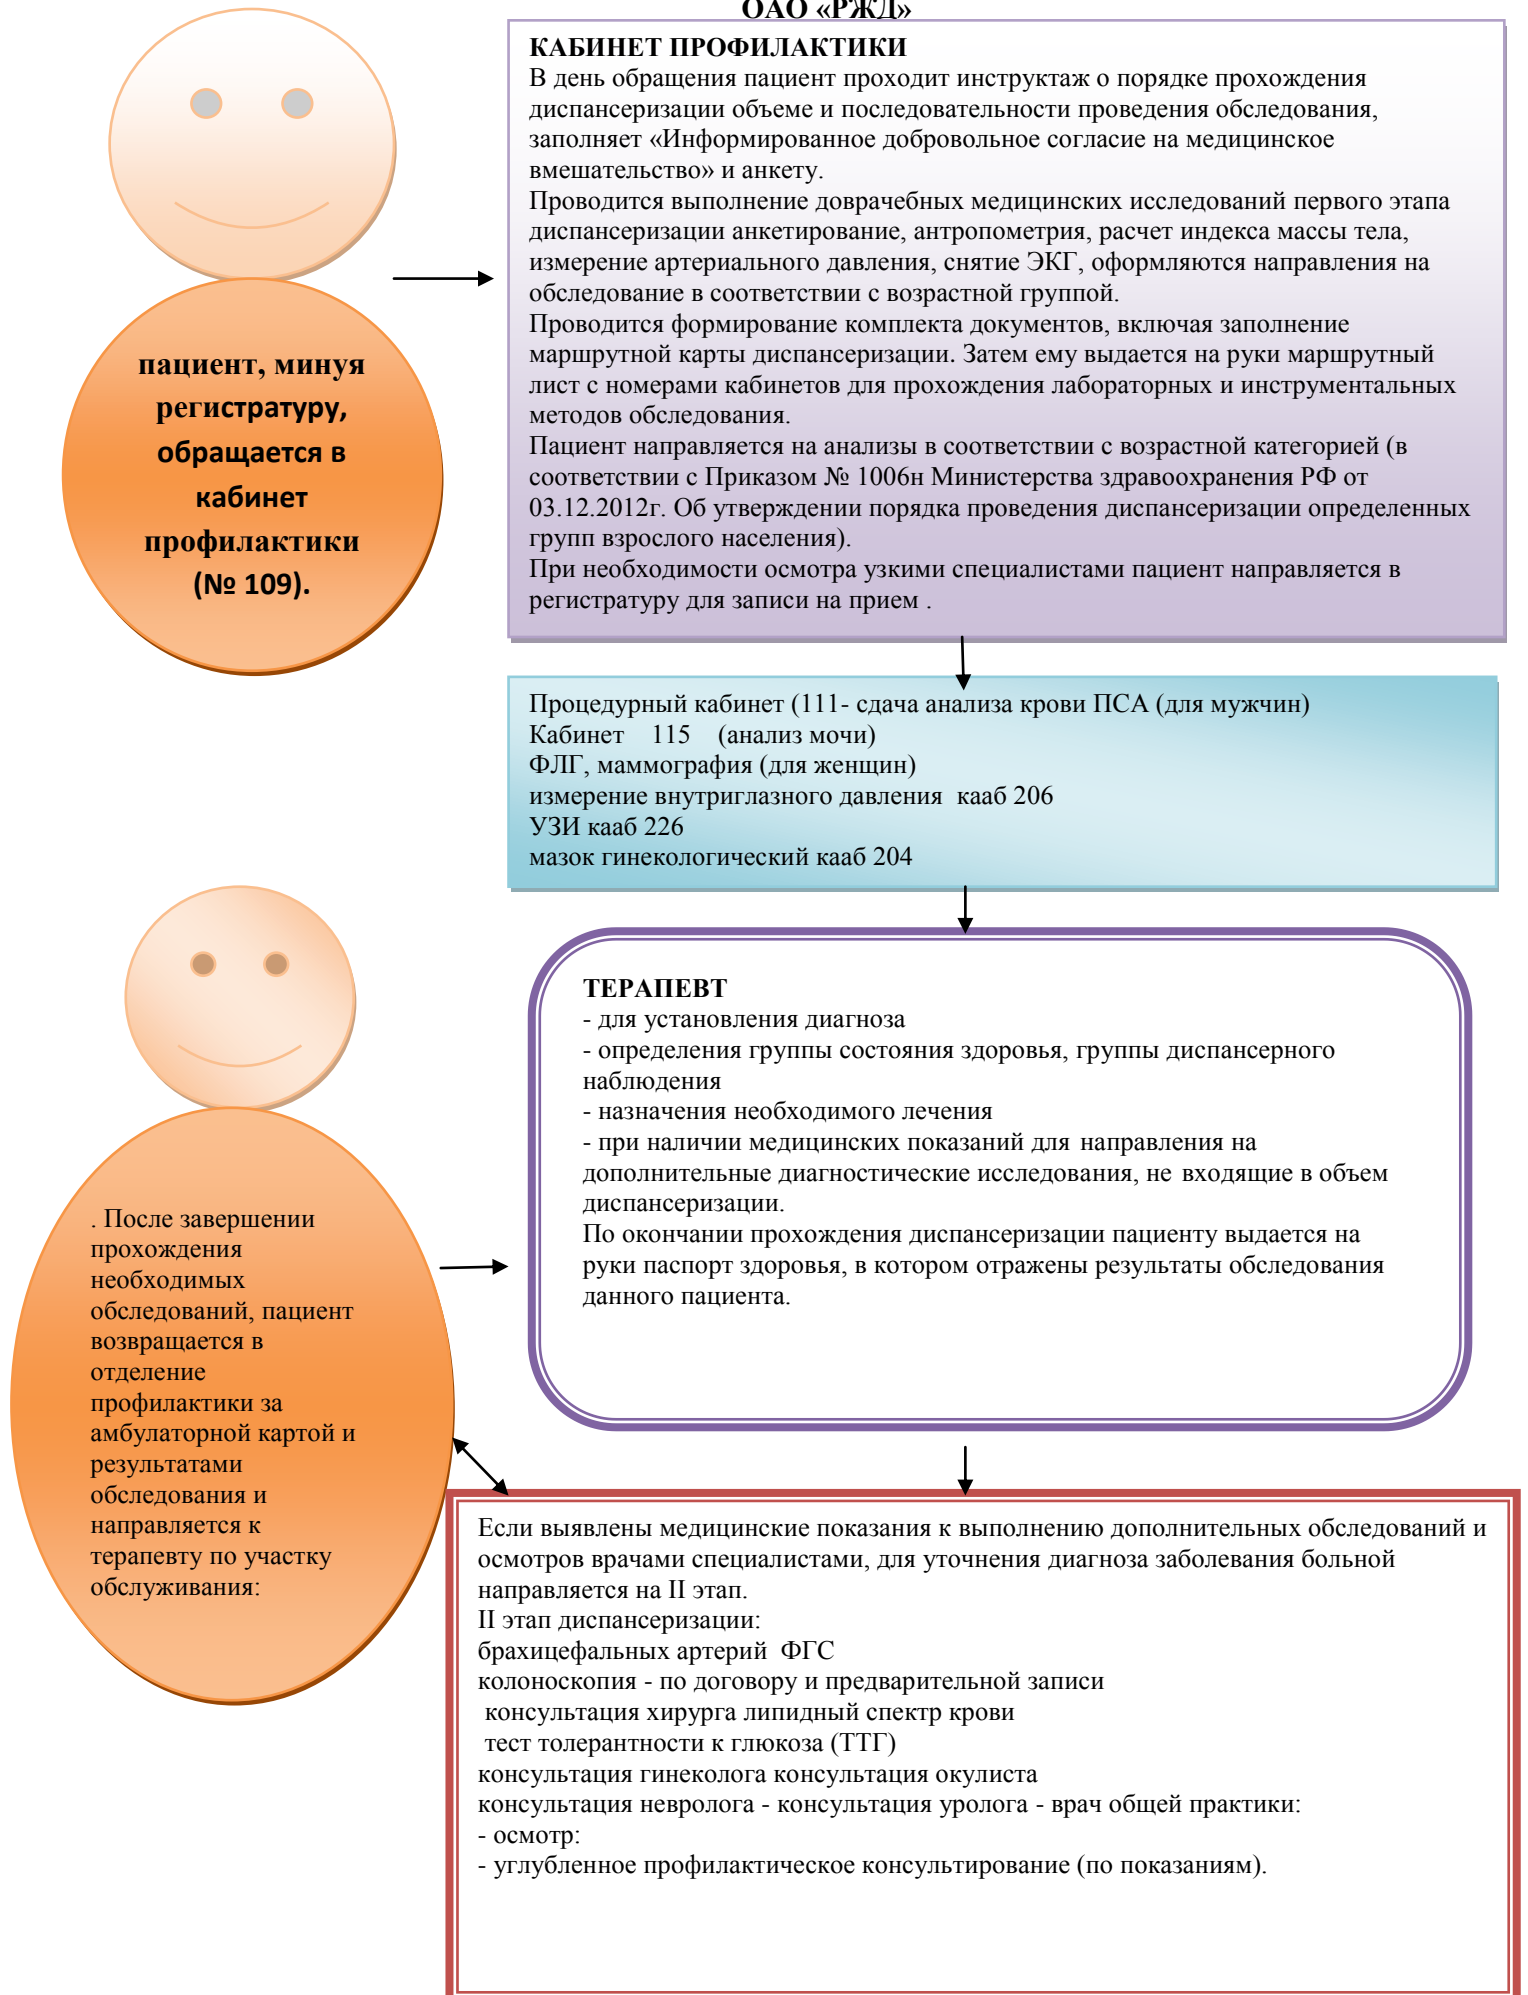 ОАО «РЖД»
КАБИНЕТ ПРОФИЛАКТИКИ
В день обращения пациент проходит инструктаж о порядке прохождения
диспансеризации объеме и последовательности проведения обследования,
заполняет «Информированное добровольное согласие на медицинское
вмешательство» и анкету.
Проводится выполнение доврачебных медицинских исследований первого этапа
диспансеризации анкетирование, антропометрия, расчет индекса массы тела,
измерение артериального давления, снятие ЭКГ, оформляются направления на
обследование в соответствии с возрастной группой.
Проводится формирование комплекта документов, включая заполнение
маршрутной карты диспансеризации. Затем ему выдается на руки маршрутный
лист с номерами кабинетов для прохождения лабораторных и инструментальных
методов обследования.
Пациент направляется на анализы в соответствии с возрастной категорией (в
соответствии с Приказом № 1006н Министерства здравоохранения РФ от
03.12.2012г. Об утверждении порядка проведения диспансеризации определенных
групп взрослого населения).
При необходимости осмотра узкими специалистами пациент направляется в
регистратуру для записи на прием .
пациент, минуя
регистратуру,
обращается в
кабинет
профилактики
(№ 109).
Процедурный кабинет (111- сдача анализа крови ПСА (для мужчин)
Кабинет 115 (анализ мочи)
ФЛГ, маммография (для женщин)
измерение внутриглазного давления кааб 206
УЗИ кааб 226
мазок гинекологический кааб 204
ТЕРАПЕВТ
- для установления диагноза
- определения группы состояния здоровья, группы диспансерного
наблюдения
- назначения необходимого лечения
- при наличии медицинских показаний для направления на
дополнительные диагностические исследования, не входящие в объем
диспансеризации.
По окончании прохождения диспансеризации пациенту выдается на
руки паспорт здоровья, в котором отражены результаты обследования
данного пациента.
. После завершении
прохождения
необходимых
обследований, пациент
возвращается в
отделение
профилактики за
амбулаторной картой и
результатами
обследования и
направляется к
терапевту по участку
обслуживания:
Если выявлены медицинские показания к выполнению дополнительных обследований и
осмотров врачами специалистами, для уточнения диагноза заболевания больной
направляется на II этап.
II этап диспансеризации:
брахицефальных артерий ФГС
колоноскопия - по договору и предварительной записи
консультация хирурга липидный спектр крови
тест толерантности к глюкоза (ТТГ)
консультация гинеколога консультация окулиста
консультация невролога - консультация уролога - врач общей практики:
- осмотр:
- углубленное профилактическое консультирование (по показаниям).